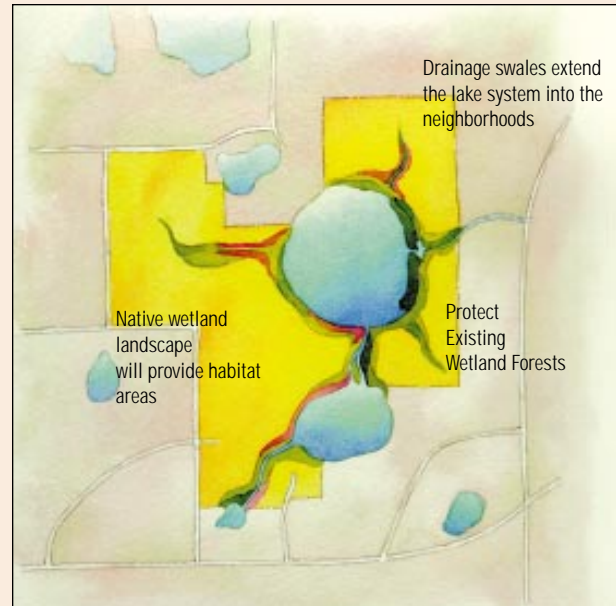 Drainage swales extend
the lake system into the
neighborhoods
Native wetland
landscape
will provide habitat
areas
Protect
Existing
Wetland Forests